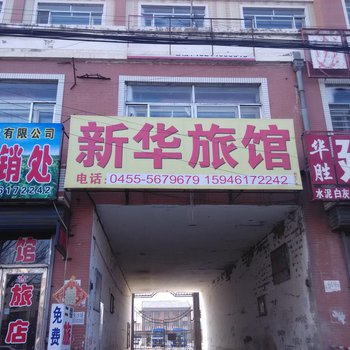 有限公司
销处
6172242
新华旅馆
电话：0455-5679679 15946172242
华胜
水泥 白灰
馆
旅店
免费